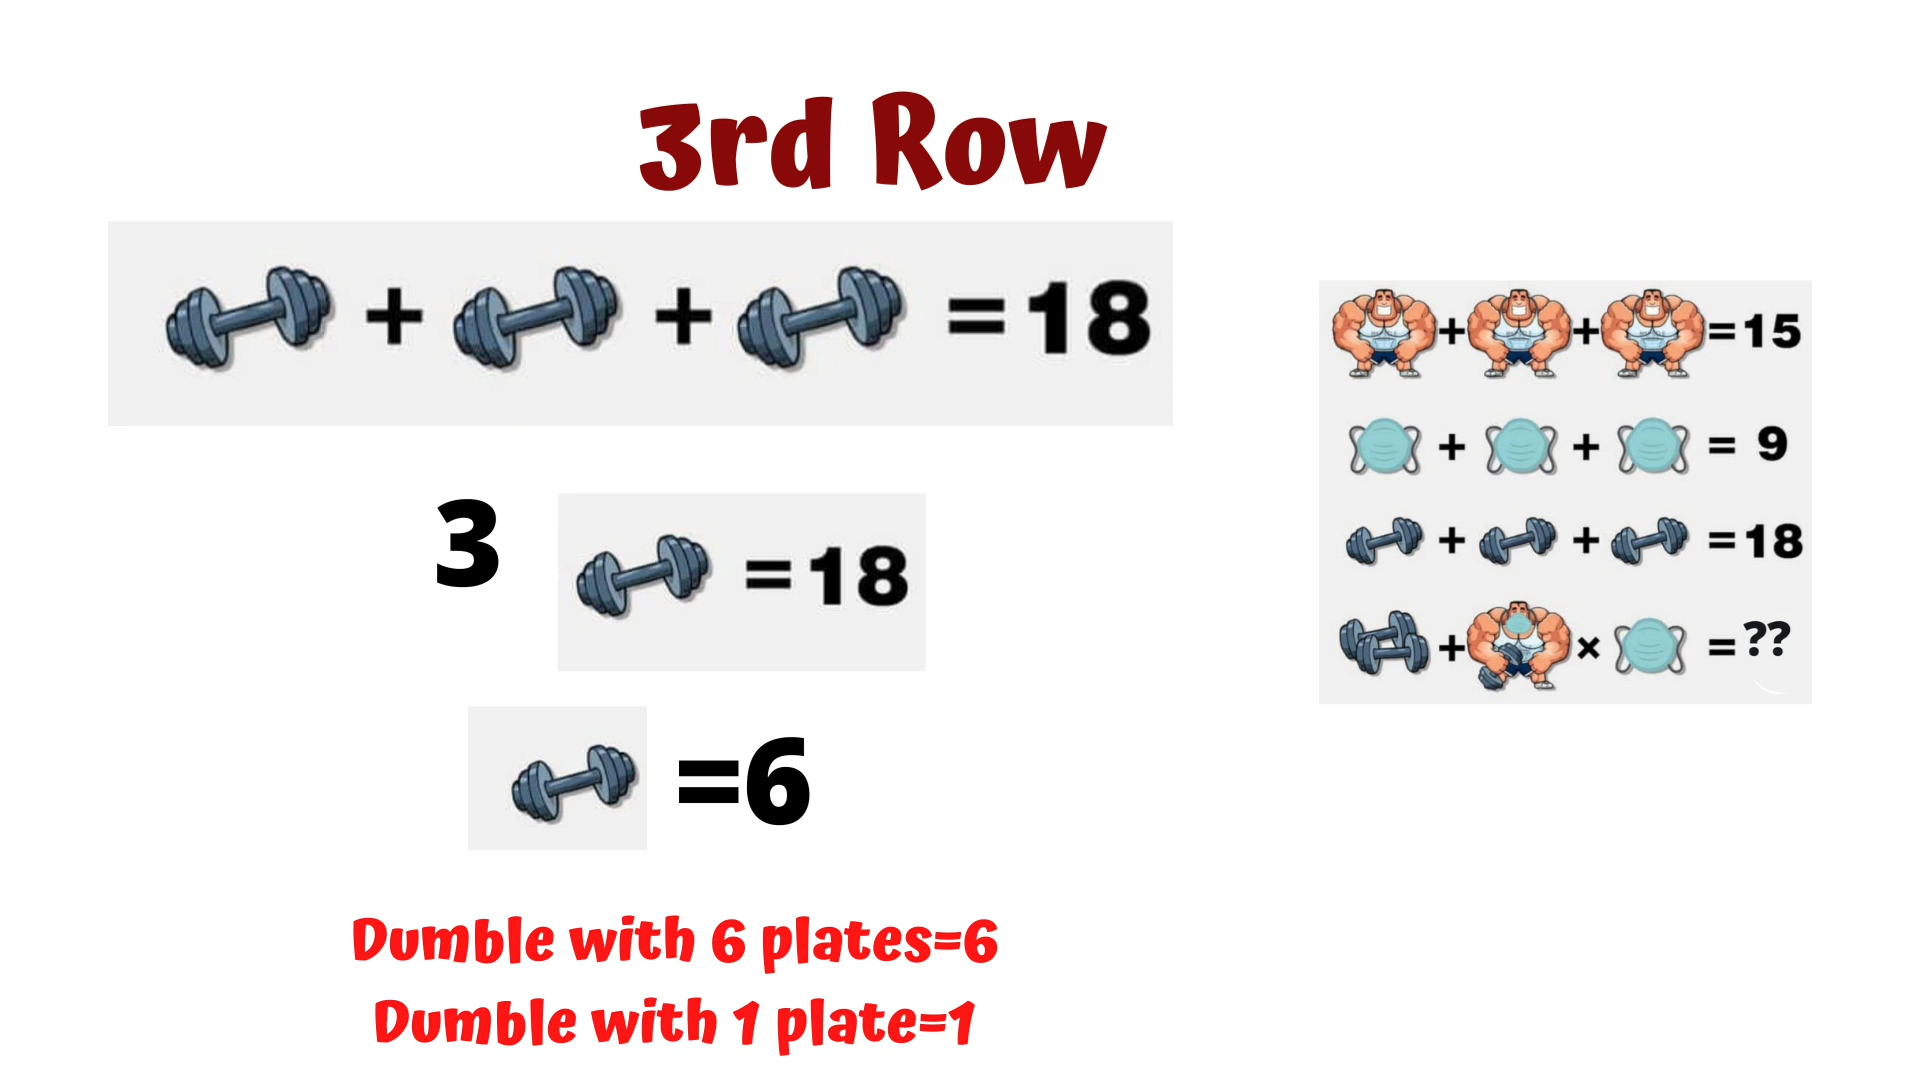 3rd Row
+ + =18
3 =18
=6
Dumble with 6 plates=6
Dumble with 1 plate=1
+ + =15
+ + = 9
+ + =18
+ × =??